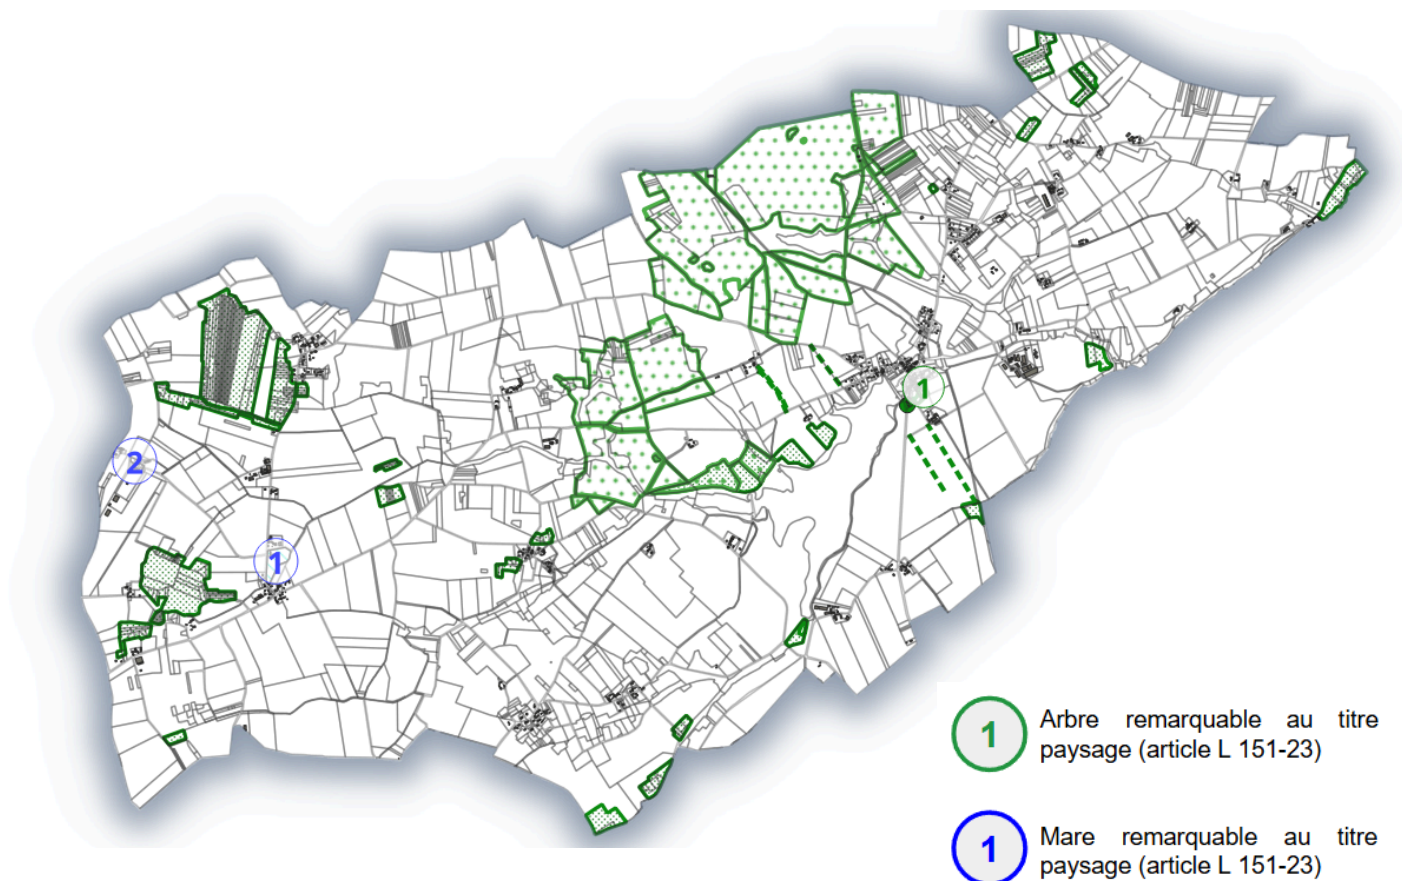 1
2
1
1
Arbre remarquable au titre
paysage (article L 151-23)
1
Mare remarquable au titre
paysage (article L 151-23)